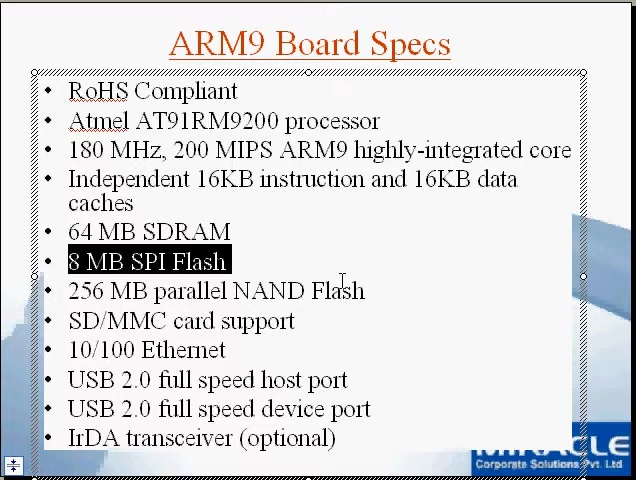 ARM9 Board Specs
• RoHS Compliant
• Atmel AT91RM9200 processor
• 180 MHz, 200 MIPS ARM9 highly-integrated core
• Independent 16KB instruction and 16KB data
caches
• 64 MB SDRAM
• 8 MB SPI Flash
• 256 MB parallel NAND Flash
• SD/MMC card support
• 10/100 Ethernet
• USB 2.0 full speed host port
• USB 2.0 full speed device port
• IrDA transceiver (optional)
MIRACLE
Corporate Solutions Pvt. Ltd